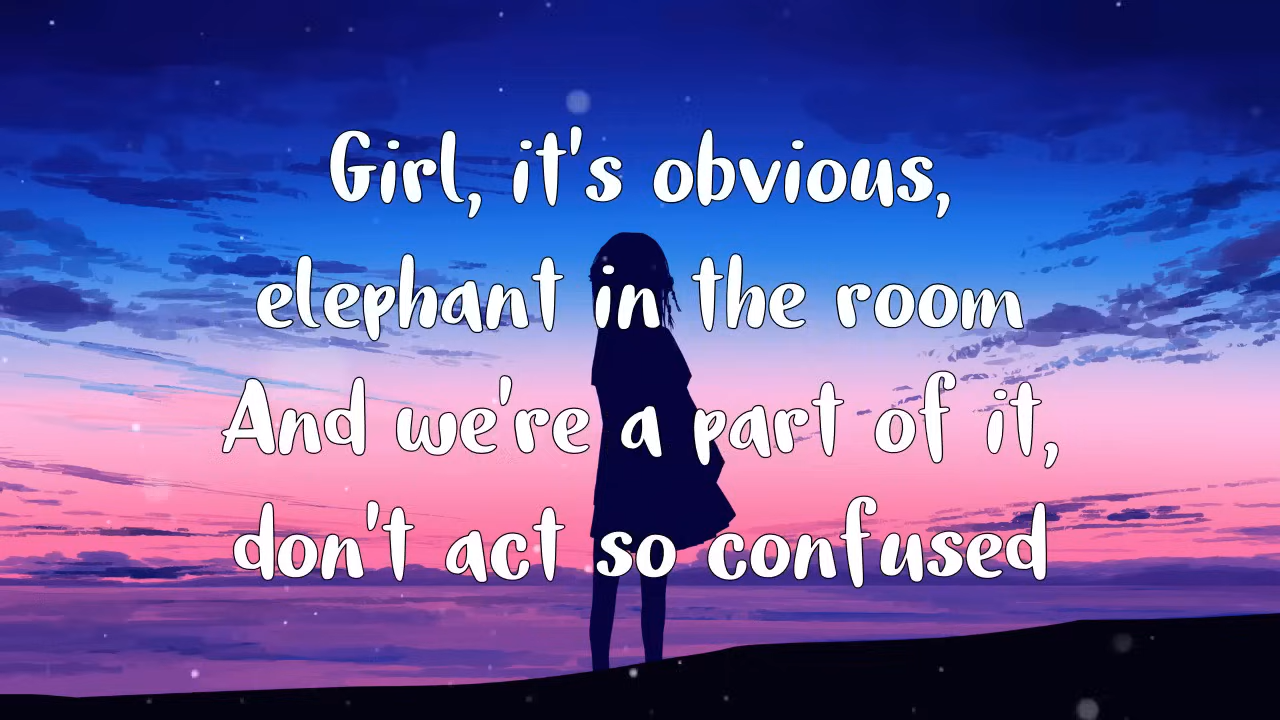 Girl, it's obvious,
elephant in the room
And we're a part of it,
don't act so confused